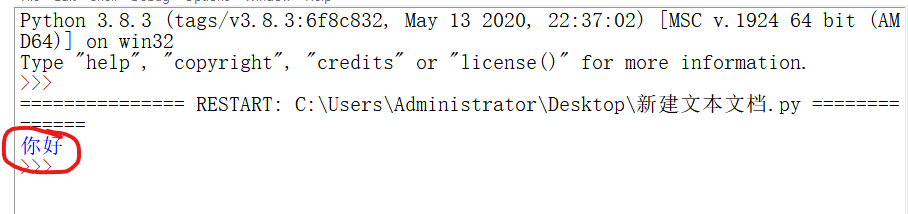 Python 3.8.3 (tags/v3.8.3:6f8c832, May 13 2020, 22:37:02) [MSC v.1924 64 bit (AM
D64)] on win32
Type "help", "copyright", "credits" or "license()" for more information.
>>>
=============== RESTART: C:\Users\Administrator\Desktop\新建文本文档.py ========
======
你好
>>>